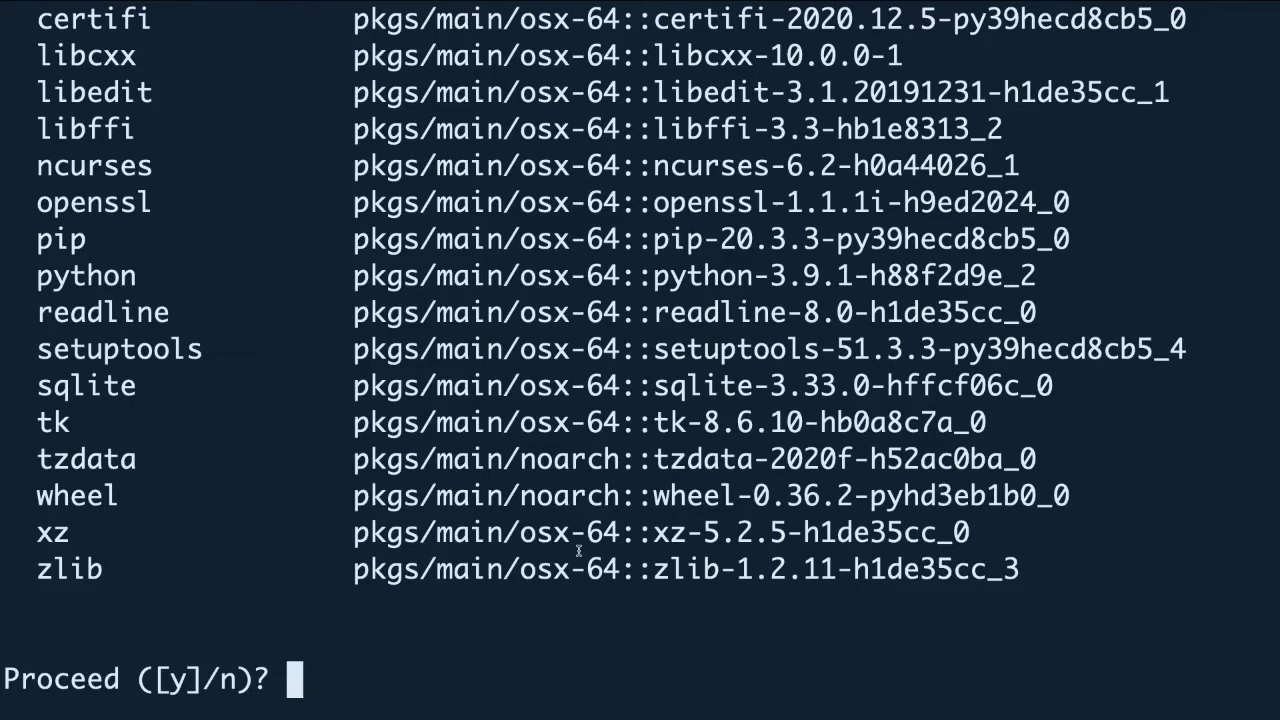 certifi pkgs/main/osx-64::certifi-2020.12.5-py39hecd8cb5_0
libcxx pkgs/main/osx-64::libcxx-10.0.0-1
libedit pkgs/main/osx-64::libedit-3.1.20191231-h1de35cc_1
libffi pkgs/main/osx-64::libffi-3.3-hb1e8313_2
ncurses pkgs/main/osx-64::ncurses-6.2-h0a44026_1
openssl pkgs/main/osx-64::openssl-1.1.1i-h9ed2024_0
pip pkgs/main/osx-64::pip-20.3.3-py39hecd8cb5_0
python pkgs/main/osx-64::python-3.9.1-h88f2d9e_2
readline pkgs/main/osx-64::readline-8.0-h1de35cc_0
setuptools pkgs/main/osx-64::setuptools-51.3.3-py39hecd8cb5_4
sqlite pkgs/main/osx-64::sqlite-3.33.0-hffcf06c_0
tk pkgs/main/osx-64::tk-8.6.10-hb0a8c7a_0
tzdata pkgs/main/noarch::tzdata-2020f-h52ac0ba_0
wheel pkgs/main/noarch::wheel-0.36.2-pyhd3eb1b0_0
xz pkgs/main/osx-64::xz-5.2.5-h1de35cc_0
zlib pkgs/main/osx-64::zlib-1.2.11-h1de35cc_3
Proceed ([y]/n)?